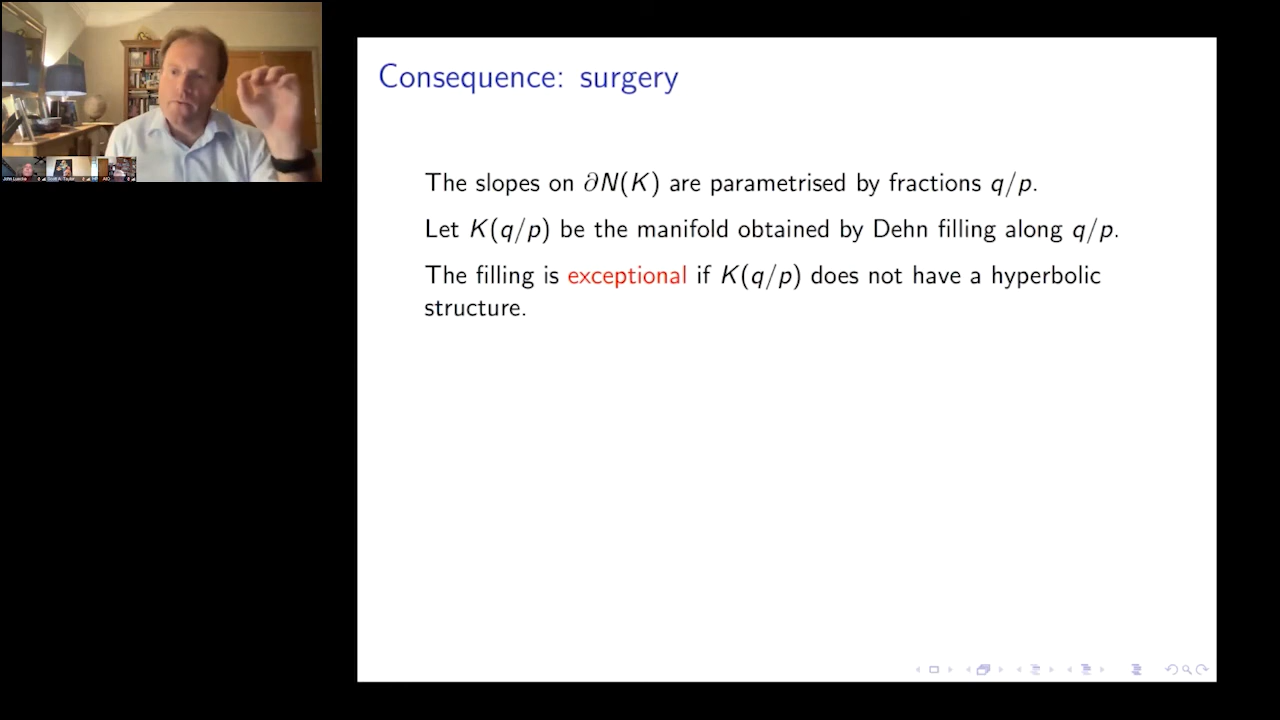 Consequence: surgery
The slopes on ∂N(K) are parametrised by fractions q/p.
Let K(q/p) be the manifold obtained by Dehn filling along q/p.
The filling is exceptional if K(q/p) does not have a hyperbolic
structure.